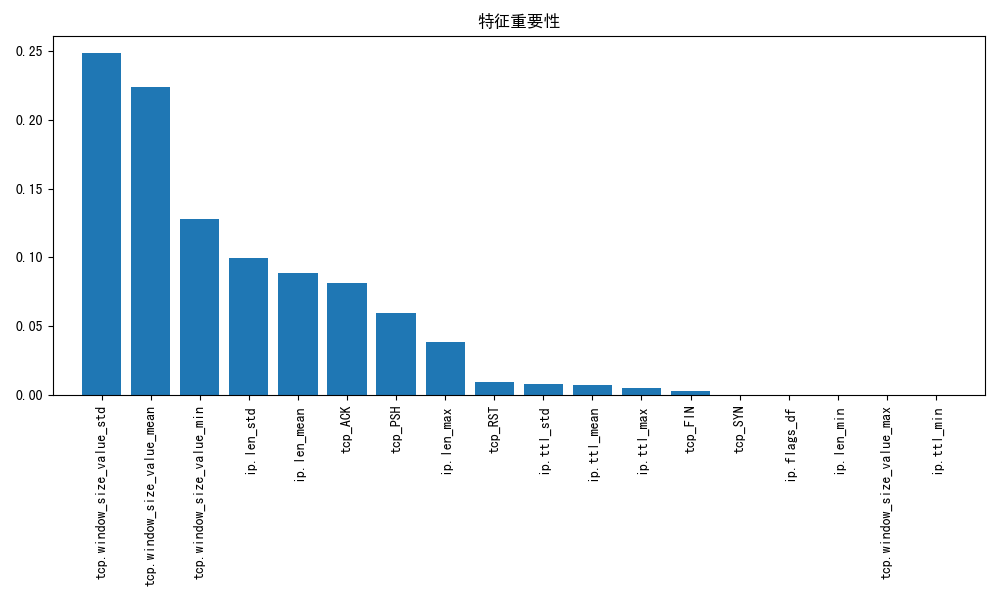 特征重要性
0.25
0.20
0.15
0.10
0.05
0.00
tcp.window_size_value_std
tcp.window_size_value_mean
tcp.window_size_value_min
ip.len_std
ip.len_mean
tcp_ACK
tcp_PSH
ip.len_max
tcp_RST
ip.ttl_std
ip.ttl_mean
ip.ttl_max
tcp_FIN
tcp_SYN
ip.flags_df
ip.len_min
tcp.window_size_value_max
ip.ttl_min